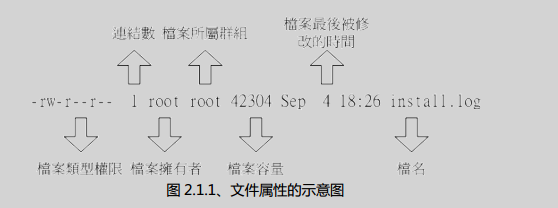 連結數 檔案所屬群組 檔案最後被修
改的時間
-rw-r--r-- 1 root root 42304 Sep 4 18:26 install.log
檔案類型權限 檔案擁有者 檔案容量 檔名
图 2.1.1、文件属性的示意图